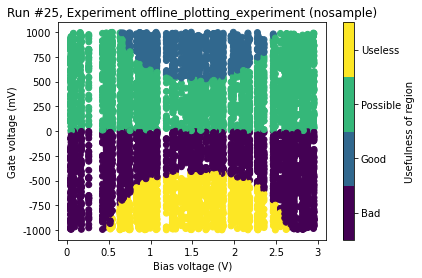 Run #25, Experiment offline_plotting_experiment (nosample)
1000
750
500
250
0
-250
-500
-750
-1000
Gate voltage (mV)
0
0.5
1
1.5
2
2.5
3
Bias voltage (V)
Useless
Possible
Good
Bad
Usefulness of region